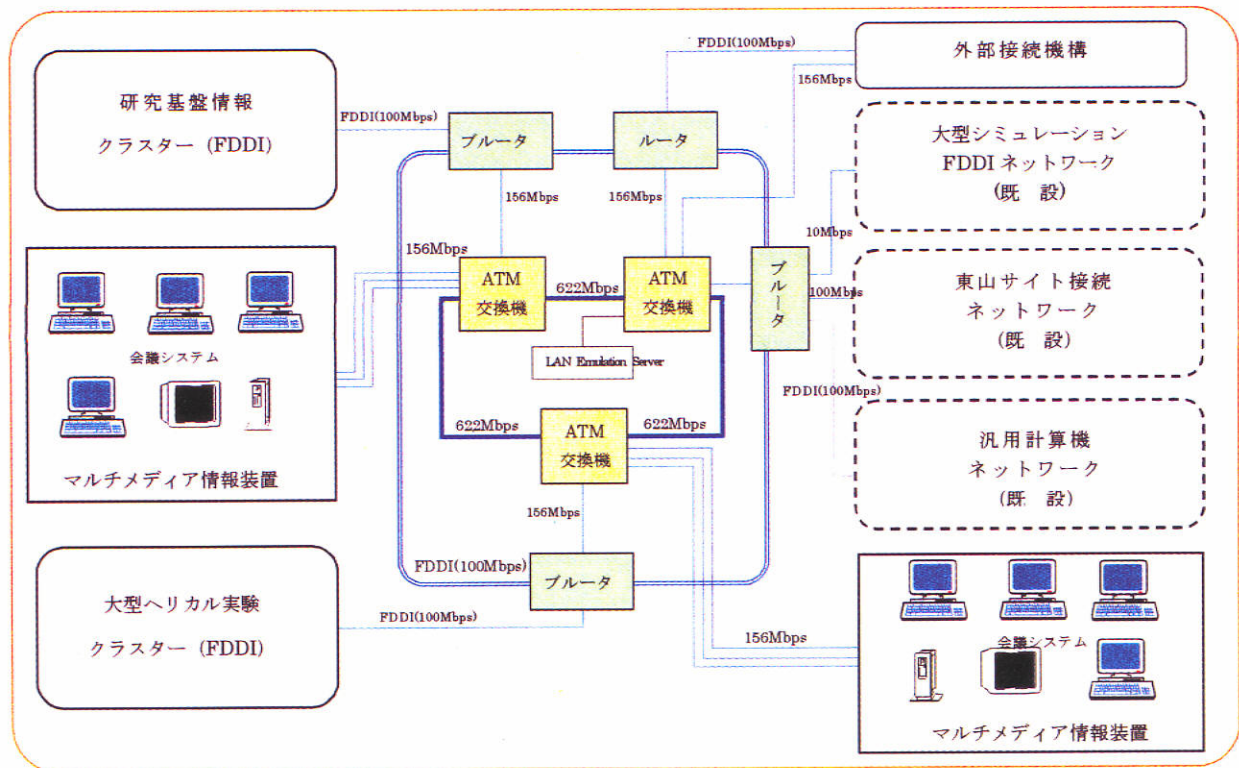 研究基盤情報
クラスター (FDDI)
FDDI(100Mbps)
ブルータ
ルータ
FDDI(100Mbps)
156Mbps
外部接続機構
大型シミュレーション
FDDI ネットワーク
(既 設)
156Mbps
156Mbps
10Mbps
156Mbps
ATM
交換機
622Mbps
ATM
交換機
ブルータ
100Mbps
東山サイト接続
ネットワーク
(既 設)
会議システム
LAN Emulation Server
マルチメディア情報装置
622Mbps
ATM
交換機
622Mbps
FDDI(100Mbps)
汎用計算機
ネットワーク
(既 設)
156Mbps
FDDI(100Mbps)
ブルータ
大型ヘリカル実験
クラスター (FDDI)
FDDI(100Mbps)
156Mbps
会議システム
マルチメディア情報装置